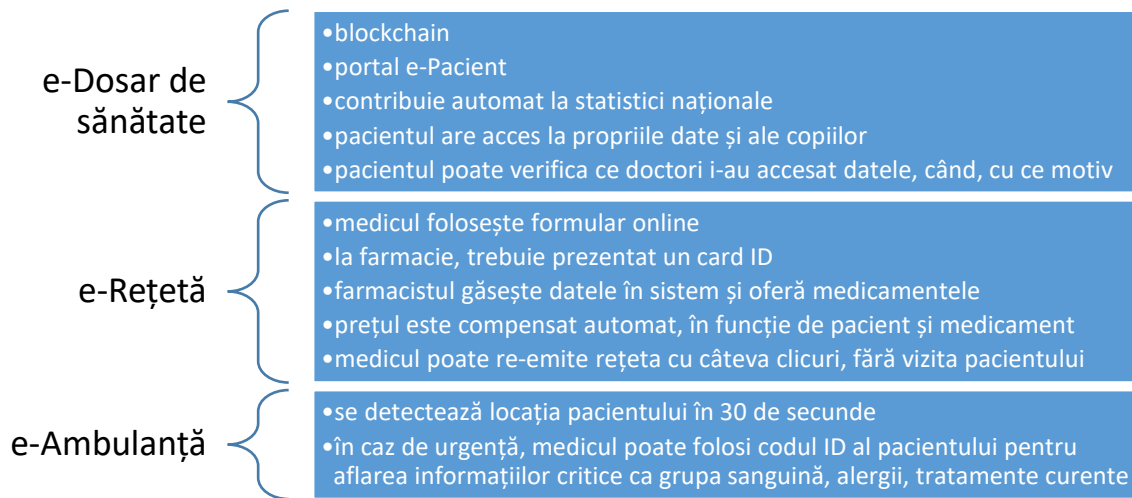 e-Dosar de
sănătate
•blockchain
•portal e-Pacient
•contribuie automat la statistici naționale
•pacientul are acces la propriile date și ale copiilor
•pacientul poate verifica ce doctori i-au accesat datele, când, cu ce motiv
e-Rețetă
•medicul folosește formular online
•la farmacie, trebuie prezentat un card ID
•farmacistul găsește datele în sistem și oferă medicamentele
•prețul este compensat automat, în funcție de pacient și medicament
•medicul poate re-emite rețeta cu câteva clicuri, fără vizita pacientului
e-Ambulanță
•se detectează locația pacientului în 30 de secunde
•în caz de urgență, medicul poate folosi codul ID al pacientului pentru
aflarea informațiilor critice ca grupa sanguină, alergii, tratamente curente